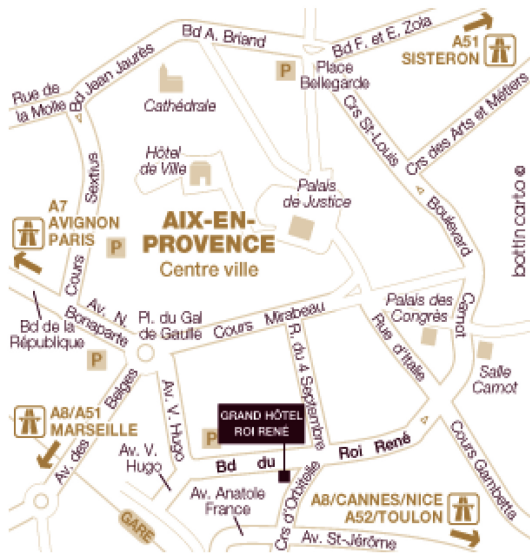 Bd A. Briand
Bd F. et E. Zola
A51
SISTERON
P
Place
Bellegarde
Rue de
la Molle
Bd Jean Jaurès
Cathédrale
Crs St-Louis
Crs des Arts et Métiers
Hôtel
de Ville
Sextius
Cours
Palais
de Justice
Boulevard
Carnot
bottin carto ©
A7
AVIGNON
PARIS
P
AIX-EN-
PROVENCE
Centre ville
Av. N.
Bonaparte
Pl. du Gal
de Gaulle
Cours Mirabeau
Palais des
Congrès
Bd de la
République
P
R. du 4 Septembre
Rue d'Italie
Salle
Carnot
Av. des Belges
Av. V. Hugo
A8/A51
MARSEILLE
P
GRAND HÔTEL
ROI RENÉ
Av. V.
Hugo
Bd du Roi René
Cours Gambetta
Av. Anatole
France
Crs d'Orbitelle
A8/CANNES/NICE
A52/TOULON
GARE
Av. St-Jérôme